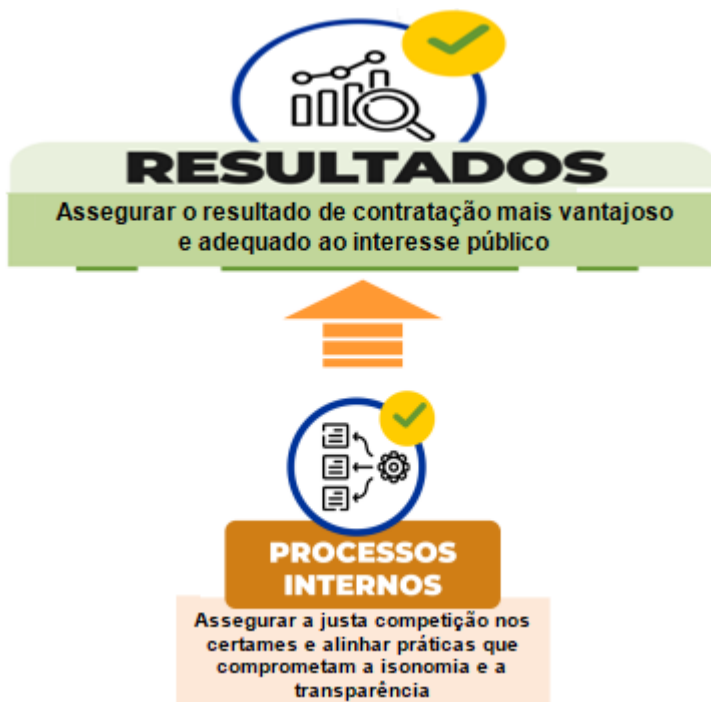 RESULTADOS
Assegurar o resultado de contratação mais vantajoso
e adequado ao interesse público
PROCESSOS
INTERNOS
Assegurar a justa competição nos
certames e alinhar práticas que
comprometam a isonomia e a
transparência